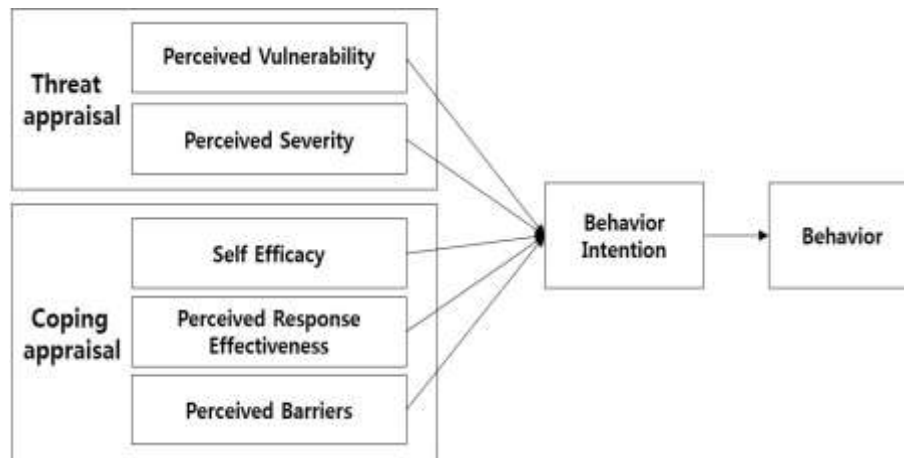 Threat
appraisal
Perceived Vulnerability
Perceived Severity
Coping
appraisal
Self Efficacy
Perceived Response
Effectiveness
Perceived Barriers
Behavior
Intention
Behavior